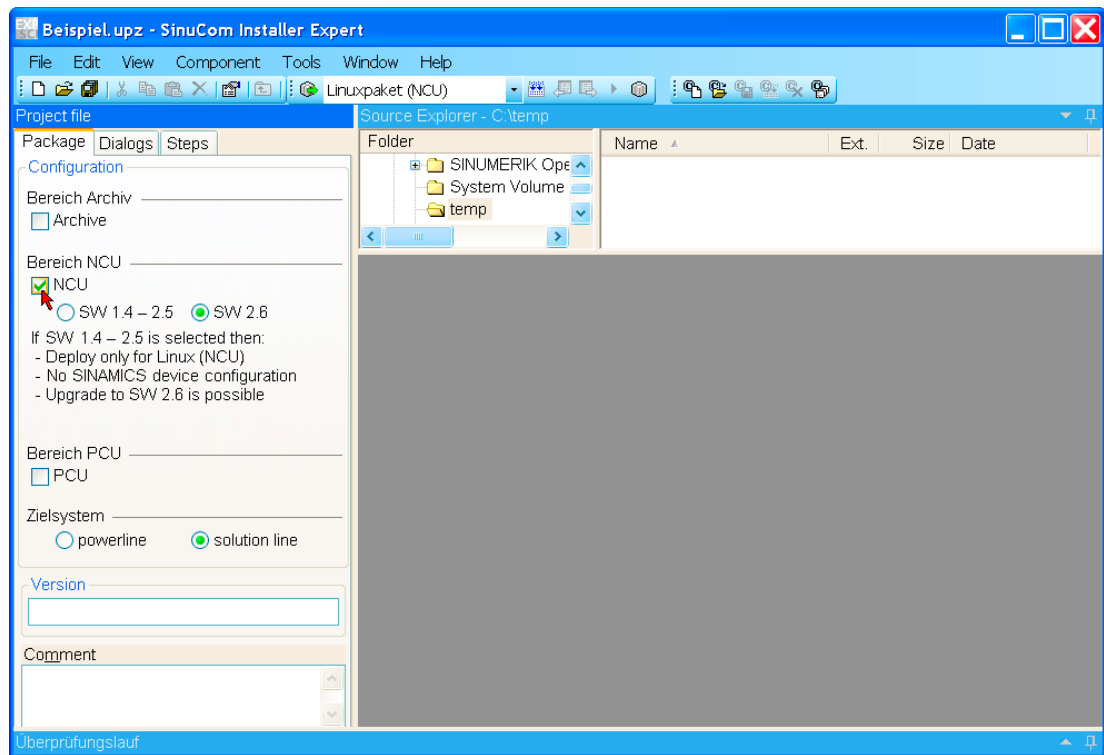 Beispiel.upz - SinuCom Installer Expert
File Edit View Component Tools Window Help
Linuxpaket (NCU)
Project file
Source Explorer - C:\temp
Package Dialogs Steps
Folder
Name Ext. Size Date
Configuration
SINUMERIK Ope
System Volume
temp
Bereich Archiv
Archive
Bereich NCU
NCU
SW 1.4 – 2.5 SW 2.6
If SW 1.4 – 2.5 is selected then:
- Deploy only for Linux (NCU)
- No SINAMICS device configuration
- Upgrade to SW 2.6 is possible
Bereich PCU
PCU
Zielsystem
powerline solution line
Version
Comment
Überprüfungslauf